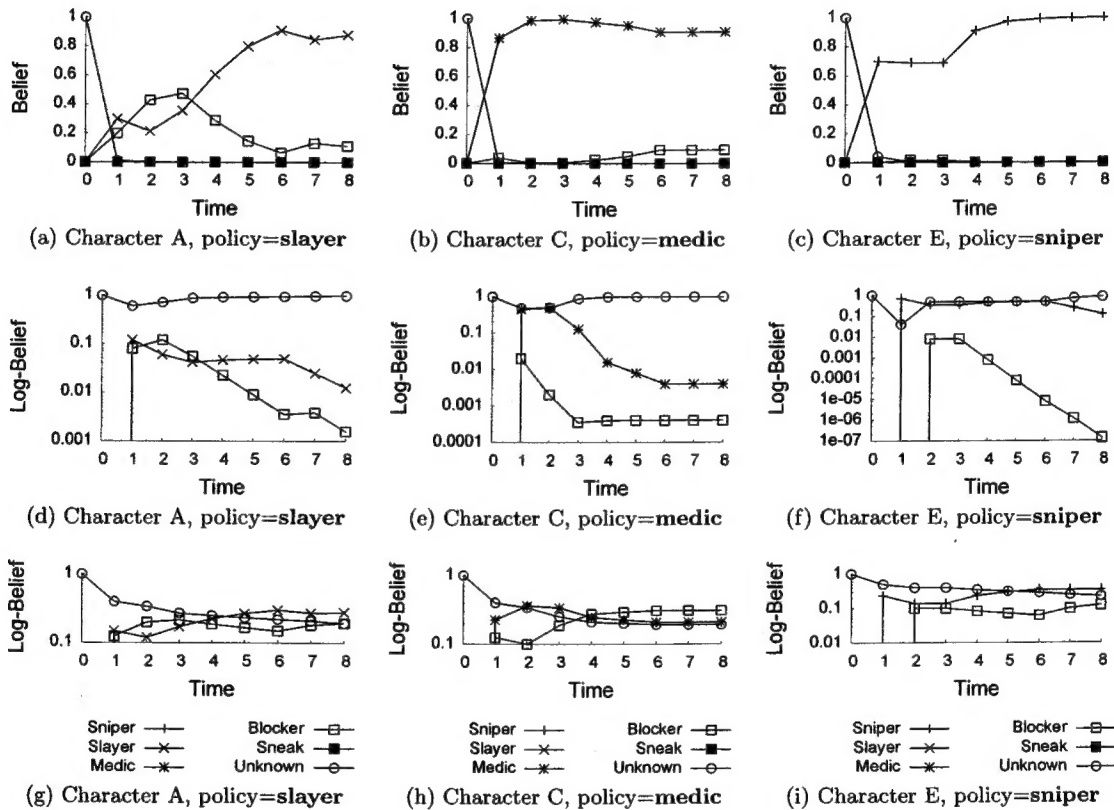 1
0.8
0.6
0.4
0.2
0
Belief
0 1 2 3 4 5 6 7 8
Time
(a) Character A, policy=slayer
1
0.8
0.6
0.4
0.2
0
Belief
0 1 2 3 4 5 6 7 8
Time
(b) Character C, policy=medic
1
0.8
0.6
0.4
0.2
0
Belief
0 1 2 3 4 5 6 7 8
Time
(c) Character E, policy=sniper
1
0.1
0.01
0.001
Log-Belief
0 1 2 3 4 5 6 7 8
Time
(d) Character A, policy=slayer
1
0.1
0.01
0.001
0.0001
Log-Belief
0 1 2 3 4 5 6 7 8
Time
(e) Character C, policy=medic
1
0.1
0.01
0.001
0.0001
1e-05
1e-06
1e-07
Log-Belief
0 1 2 3 4 5 6 7 8
Time
(f) Character E, policy=sniper
1
0.1
Log-Belief
0 1 2 3 4 5 6 7 8
Time
Sniper Blocker
Slayer Sneak
Medic Unknown
(g) Character A, policy=slayer
1
0.1
Log-Belief
0 1 2 3 4 5 6 7 8
Time
Sniper Blocker
Slayer Sneak
Medic Unknown
(h) Character C, policy=medic
1
0.1
0.01
Log-Belief
0 1 2 3 4 5 6 7 8
Time
Sniper Blocker
Slayer Sneak
Medic Unknown
(i) Character E, policy=sniper